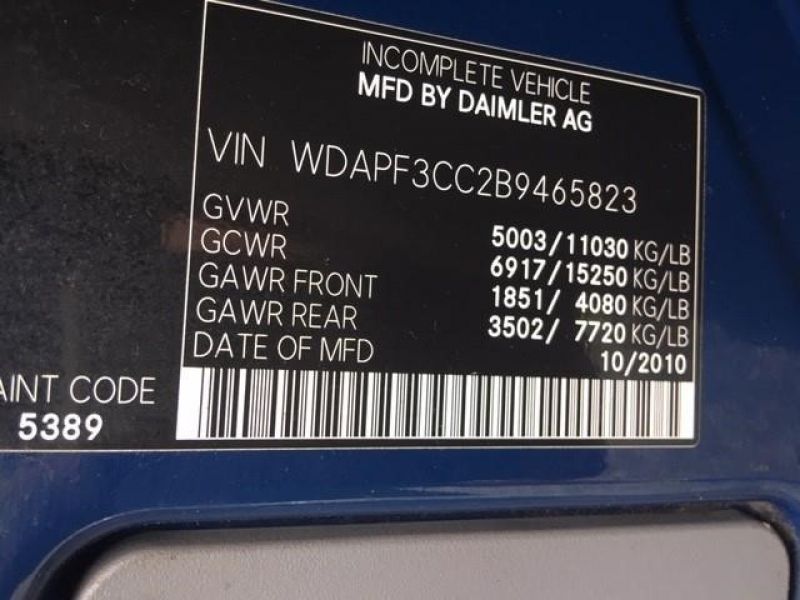 INCOMPLETE VEHICLE
MFD BY DAIMLER AG
VIN WDAPF3CC2B9465823
GVWR 5003/11030 KG/LB
GCWR 6917/15250 KG/LB
GAWR FRONT 1851/ 4080 KG/LB
GAWR REAR 3502/ 7720 KG/LB
DATE OF MFD 10/2010
AINT CODE
5389